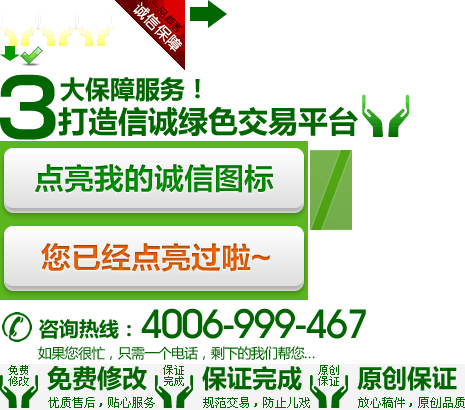 诚信保障
3大保障服务！
打造信诚绿色交易平台
点亮我的诚信图标
您已经点亮过啦~
咨询热线：4006-999-467
如果您很忙，只需一个电话，剩下的我们帮您...
免费修改 免费修改
优质售后，贴心服务
保证完成 保证完成
规范交易，防止儿戏
原创保证 原创保证
放心稿件，原创品质